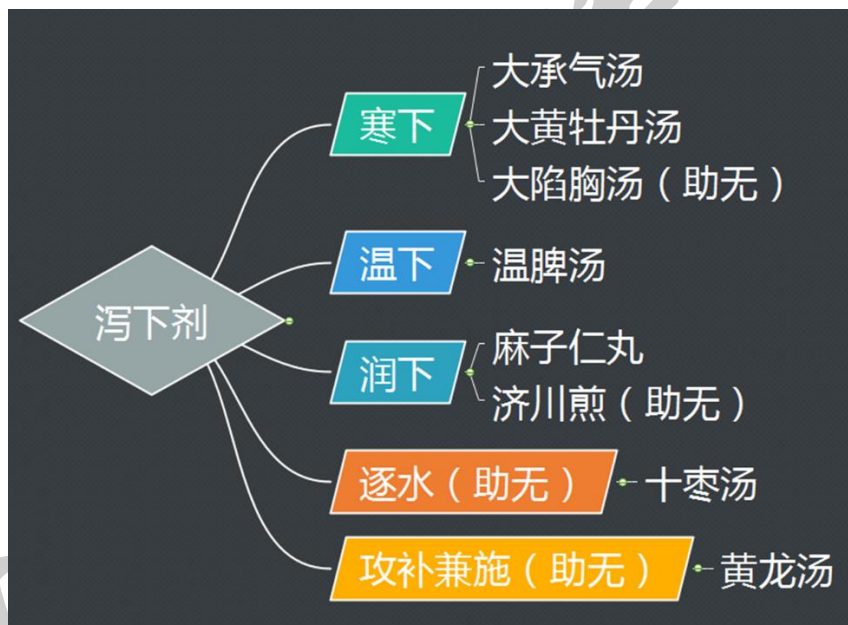 泻下剂
寒下
大承气汤
大黄牡丹汤
大陷胸汤（助无）
温下
温脾汤
润下
麻子仁丸
济川煎（助无）
逐水（助无）
十枣汤
攻补兼施（助无）
黄龙汤